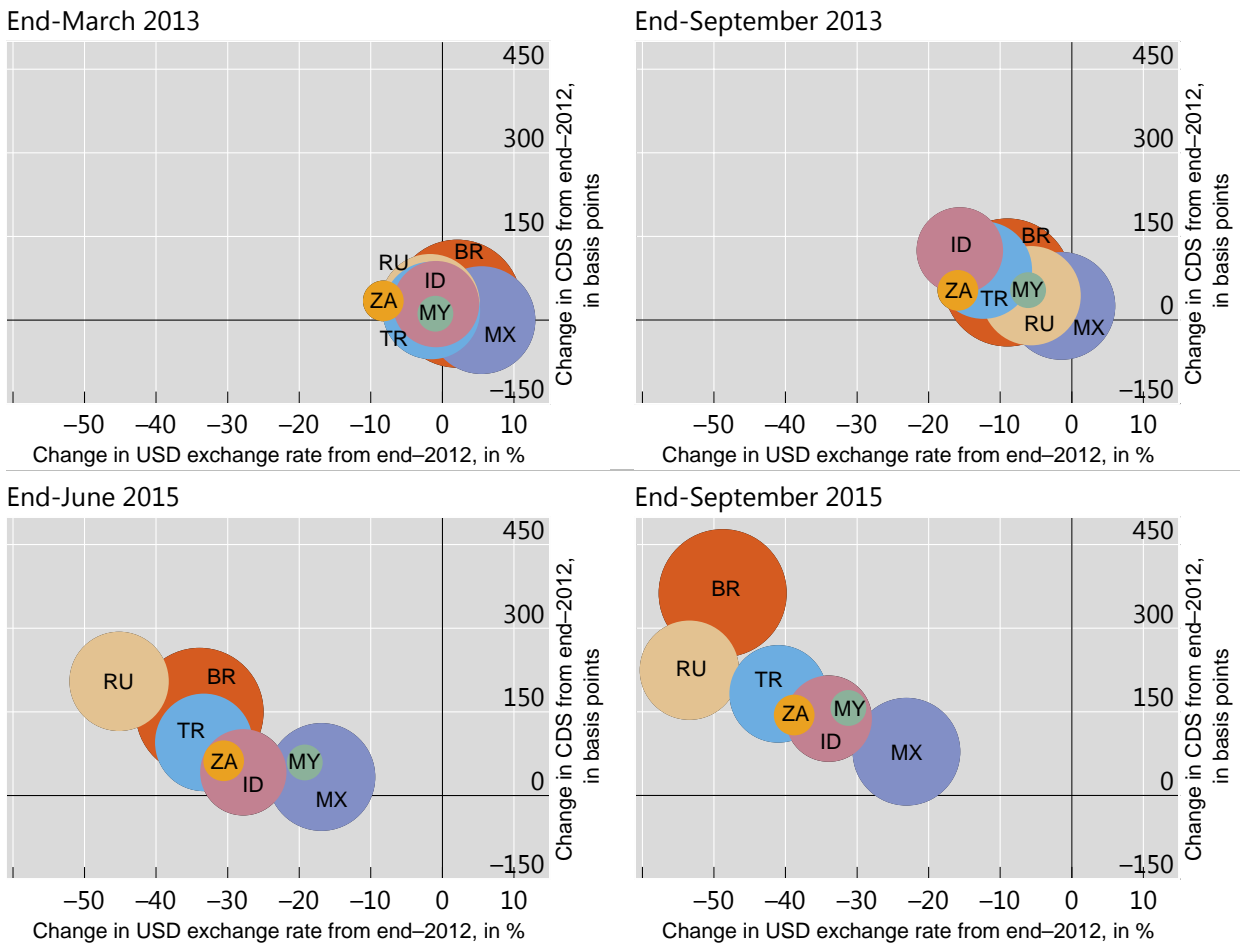 End-March 2013
450
300
150
0
–150
Change in CDS from end–2012,
in basis points
BR
RU
ID
ZA
MY
TR
MX
–50 –40 –30 –20 –10 0 10
Change in USD exchange rate from end–2012, in %
End-September 2013
450
300
150
0
–150
Change in CDS from end–2012,
in basis points
BR
ID
ZA
TR
MY
RU
MX
–50 –40 –30 –20 –10 0 10
Change in USD exchange rate from end–2012, in %
End-June 2015
450
300
150
0
–150
Change in CDS from end–2012,
in basis points
RU
BR
TR
ZA
MY
ID
MX
–50 –40 –30 –20 –10 0 10
Change in USD exchange rate from end–2012, in %
End-September 2015
450
300
150
0
–150
Change in CDS from end–2012,
in basis points
BR
RU
TR
ZA
MY
ID
MX
–50 –40 –30 –20 –10 0 10
Change in USD exchange rate from end–2012, in %